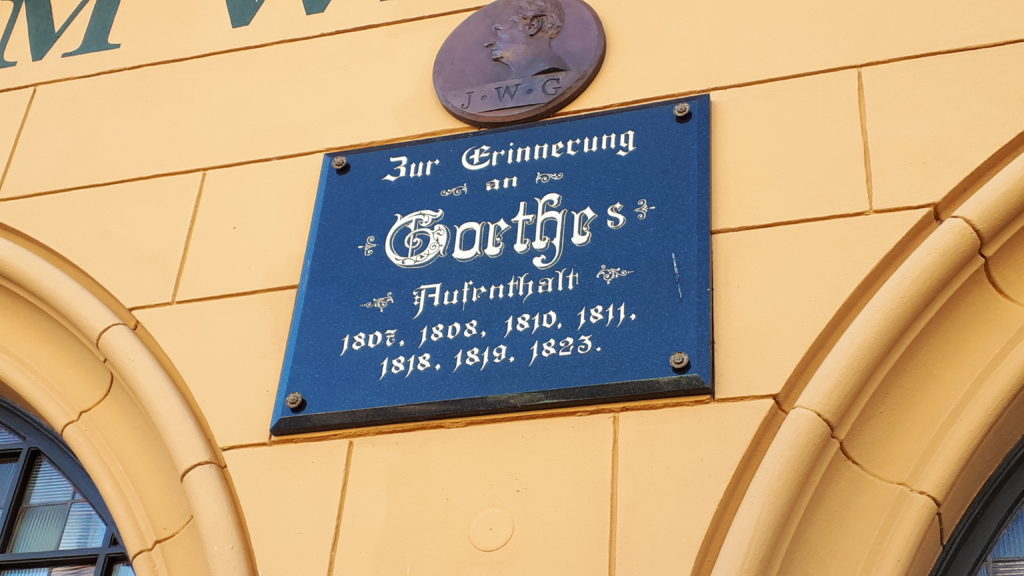 M W
J·W·G
Zur Erinnerung
an
Goethes
Aufenthalt
1807, 1808, 1810, 1811,
1818, 1819, 1823.